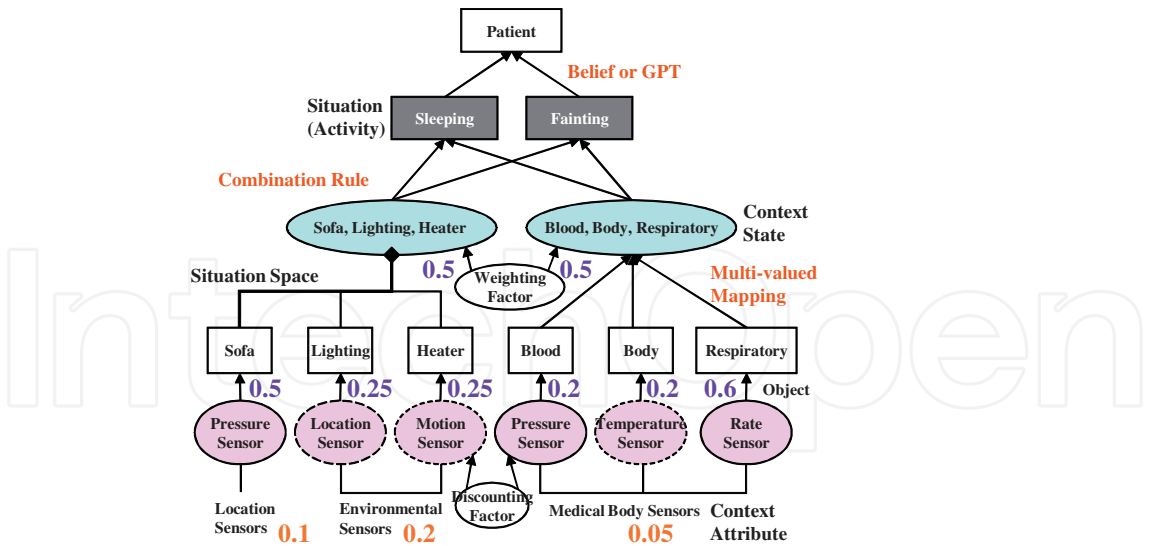 Patient
Belief or GPT
Situation
(Activity)
Sleeping
Fainting
Combination Rule
Sofa, Lighting, Heater
Blood, Body, Respiratory
Context
State
0.5
Weighting
Factor
0.5
Situation Space
Multi-valued
Mapping
Sofa
Lighting
Heater
Blood
Body
Respiratory
0.5
0.25
0.25
0.2
0.2
0.6
Object
Pressure
Sensor
Location
Sensor
Motion
Sensor
Pressure
Sensor
Temperature
Sensor
Rate
Sensor
Discounting
Factor
Location
Sensors 0.1
Environmental
Sensors 0.2
Medical Body Sensors
0.05
Context
Attribute
IntechOpen